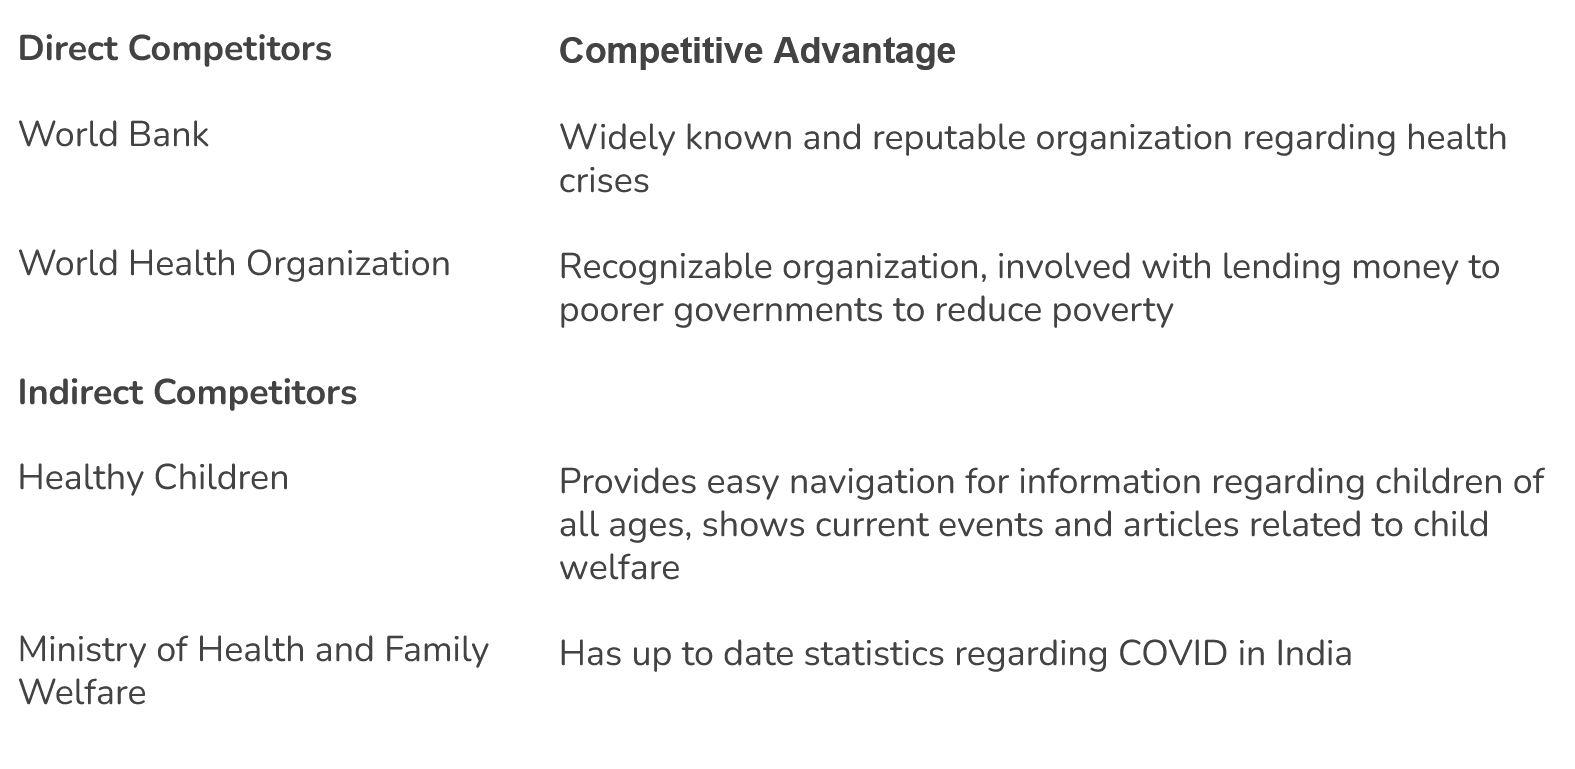 Direct Competitors
Competitive Advantage
World Bank
Widely known and reputable organization regarding health
crises
World Health Organization
Recognizable organization, involved with lending money to
poorer governments to reduce poverty
Indirect Competitors
Healthy Children
Provides easy navigation for information regarding children of
all ages, shows current events and articles related to child
welfare
Ministry of Health and Family
Welfare
Has up to date statistics regarding COVID in India